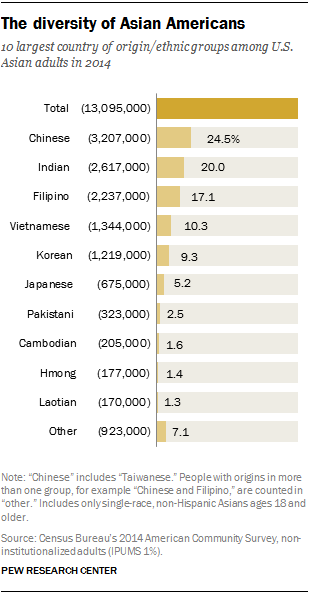 The diversity of Asian Americans
10 largest country of origin/ethnic groups among U.S.
Asian adults in 2014
Total (13,095,000)
Chinese (3,207,000) 24.5%
Indian (2,617,000) 20.0
Filipino (2,237,000) 17.1
Vietnamese (1,344,000) 10.3
Korean (1,219,000) 9.3
Japanese (675,000) 5.2
Pakistani (323,000) 2.5
Cambodian (205,000) 1.6
Hmong (177,000) 1.4
Laotian (170,000) 1.3
Other (923,000) 7.1
Note: “Chinese” includes “Taiwanese.” People with origins in more
than one group, for example “Chinese and Filipino,” are counted in
“other.” Includes only single-race, non-Hispanic Asians ages 18 and
older.
Source: Census Bureau's 2014 American Community Survey, non-
institutionalized adults (IPUMS 1%).
PEW RESEARCH CENTER